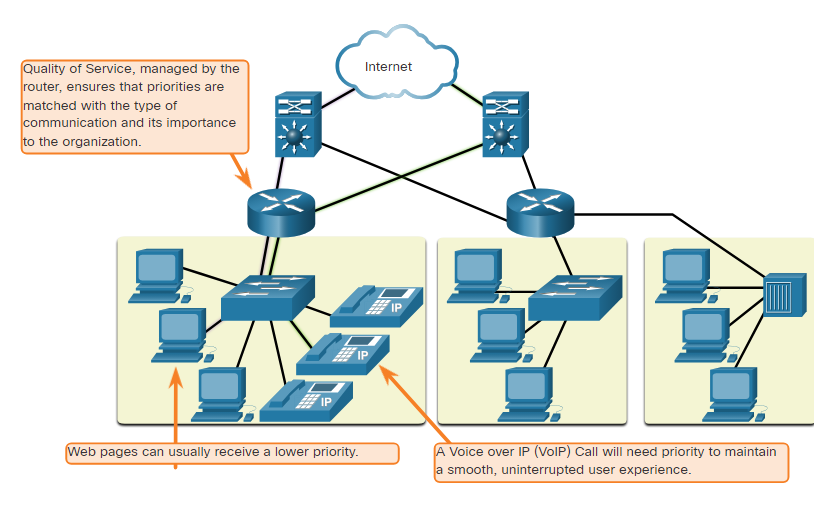 Internet
Quality of Service, managed by the
router, ensures that priorities are
matched with the type of
communication and its importance
to the organization.
IP
IP
IP
Web pages can usually receive a lower priority.
A Voice over IP (VoIP) Call will need priority to maintain
a smooth, uninterrupted user experience.